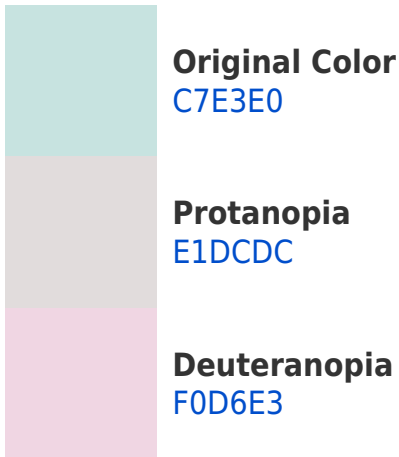 Original Color
C7E3E0
Protanopia
E1DCDC
Deuteranopia
F0D6E3